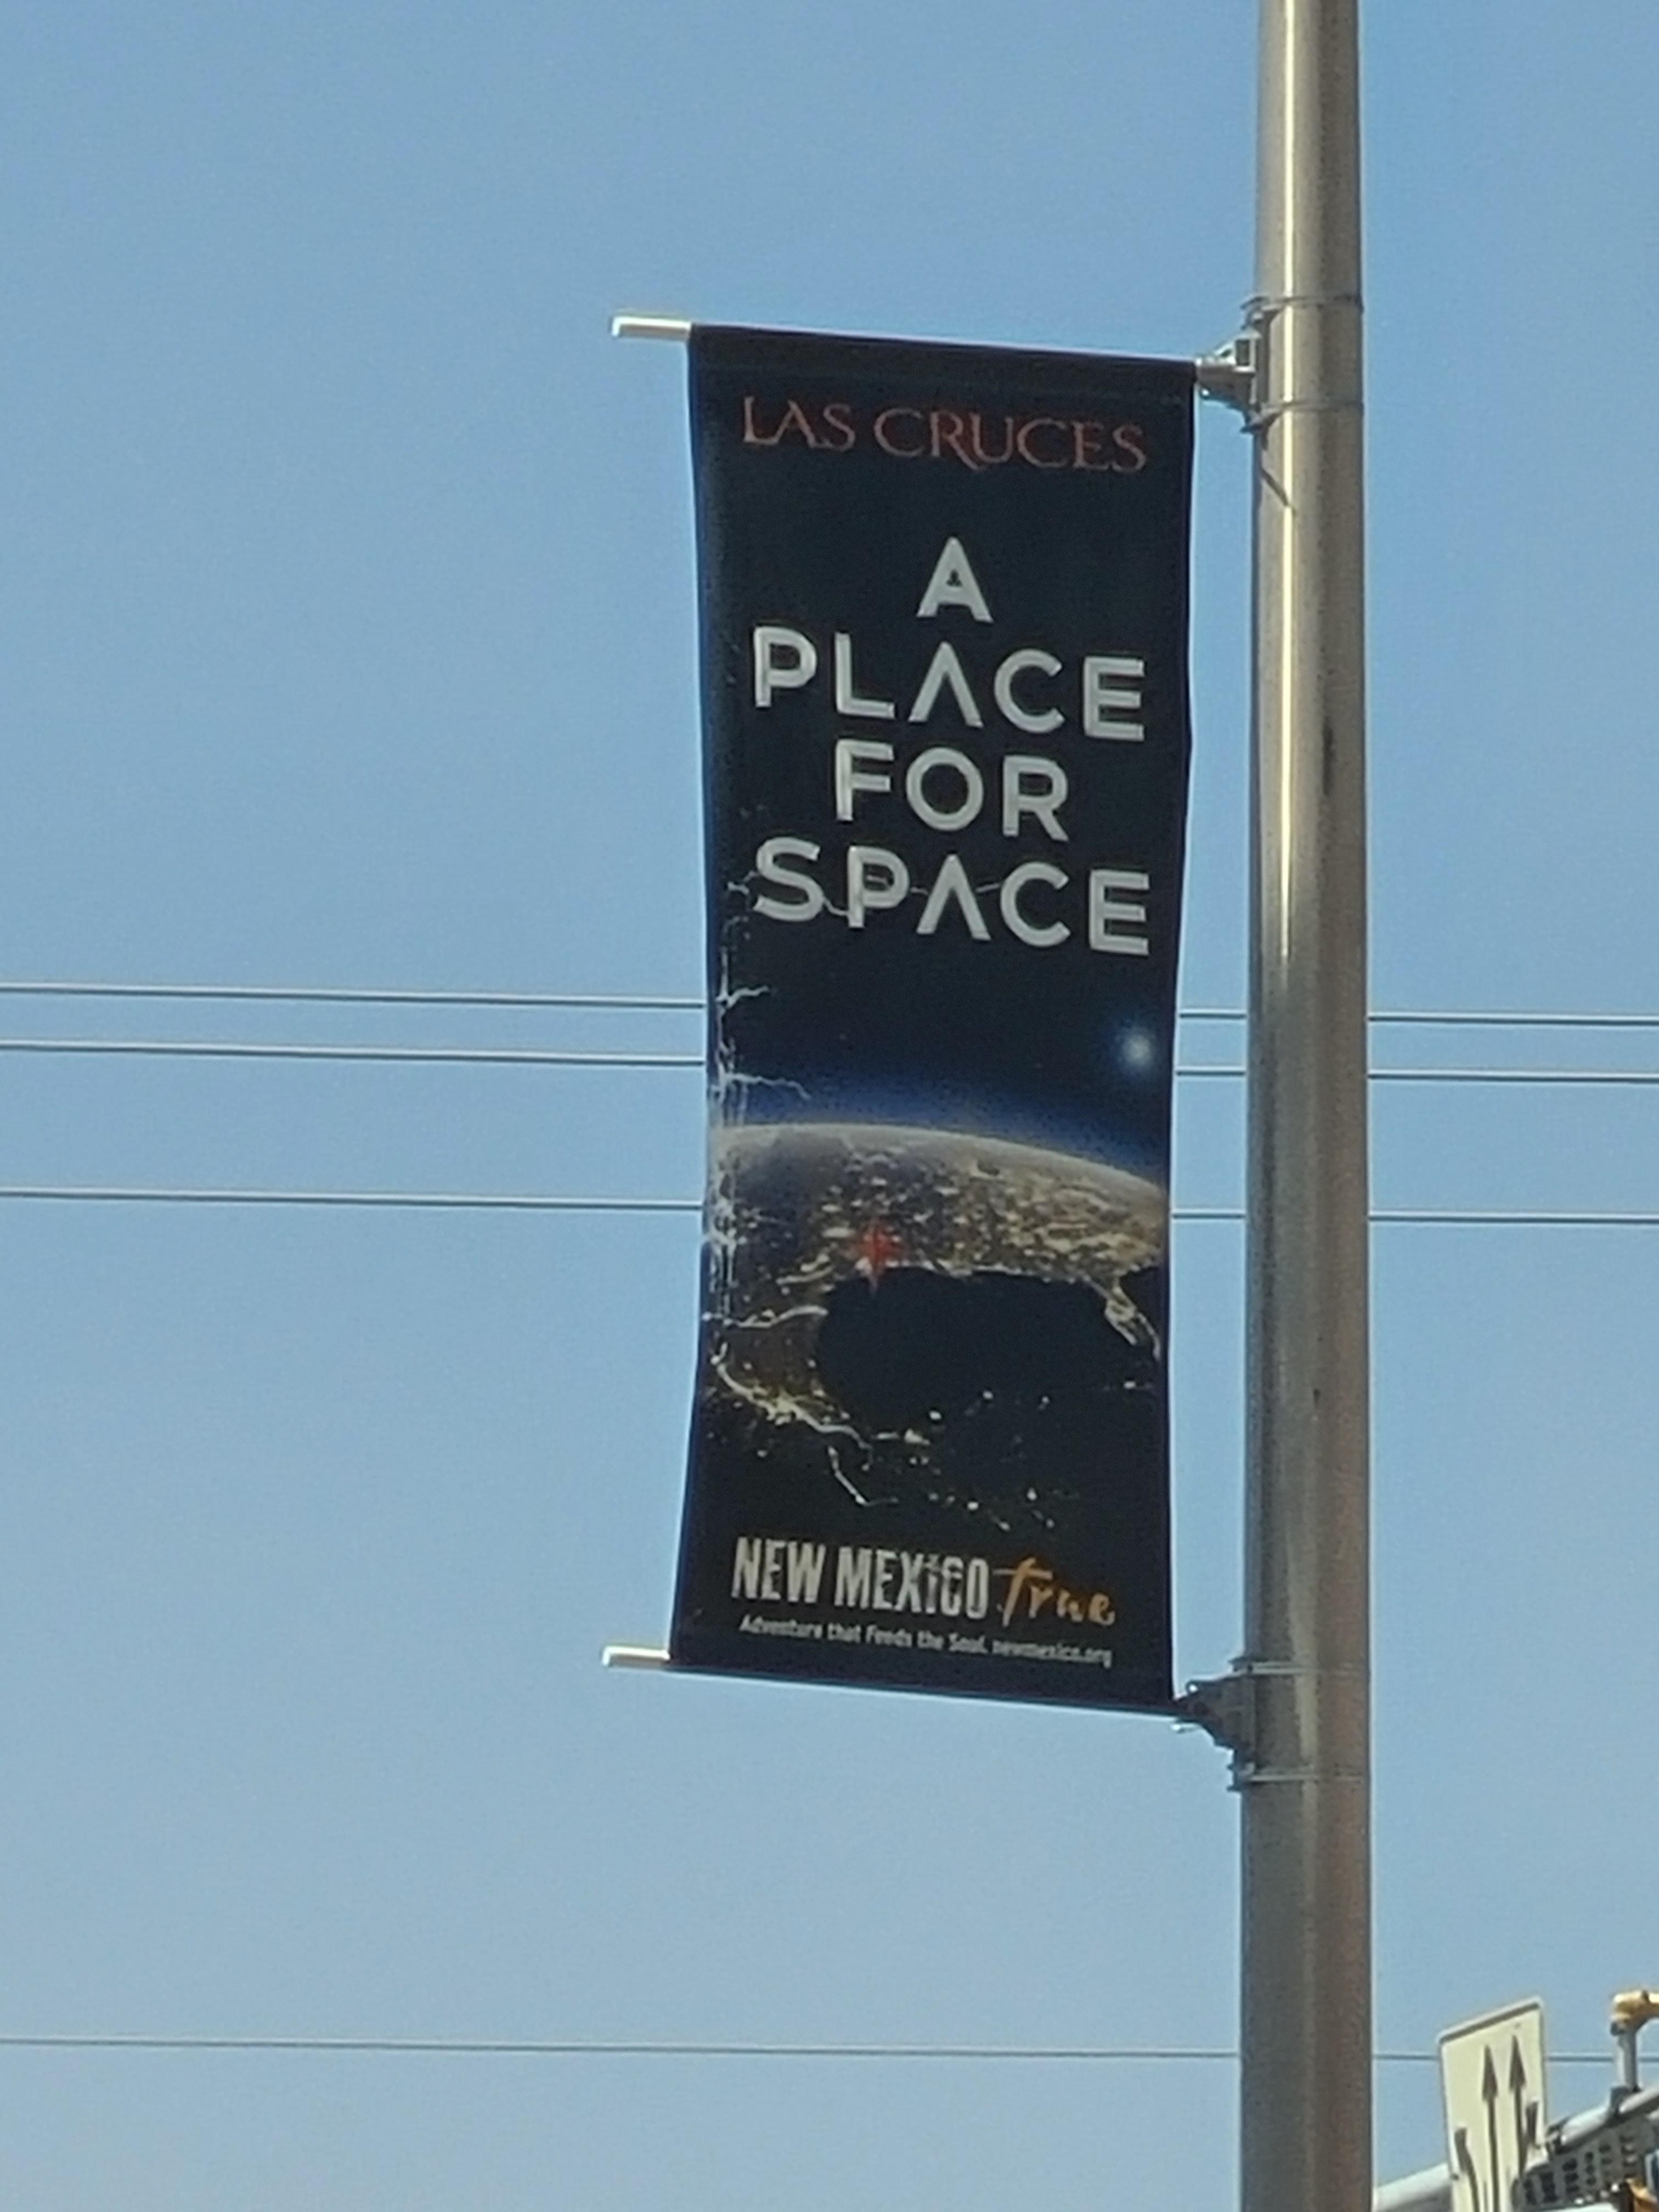 LAS CRUCES
A
PLACE
FOR
SPACE
NEW MEXICO True
Adventure that Feeds the Soul. newmexico.org